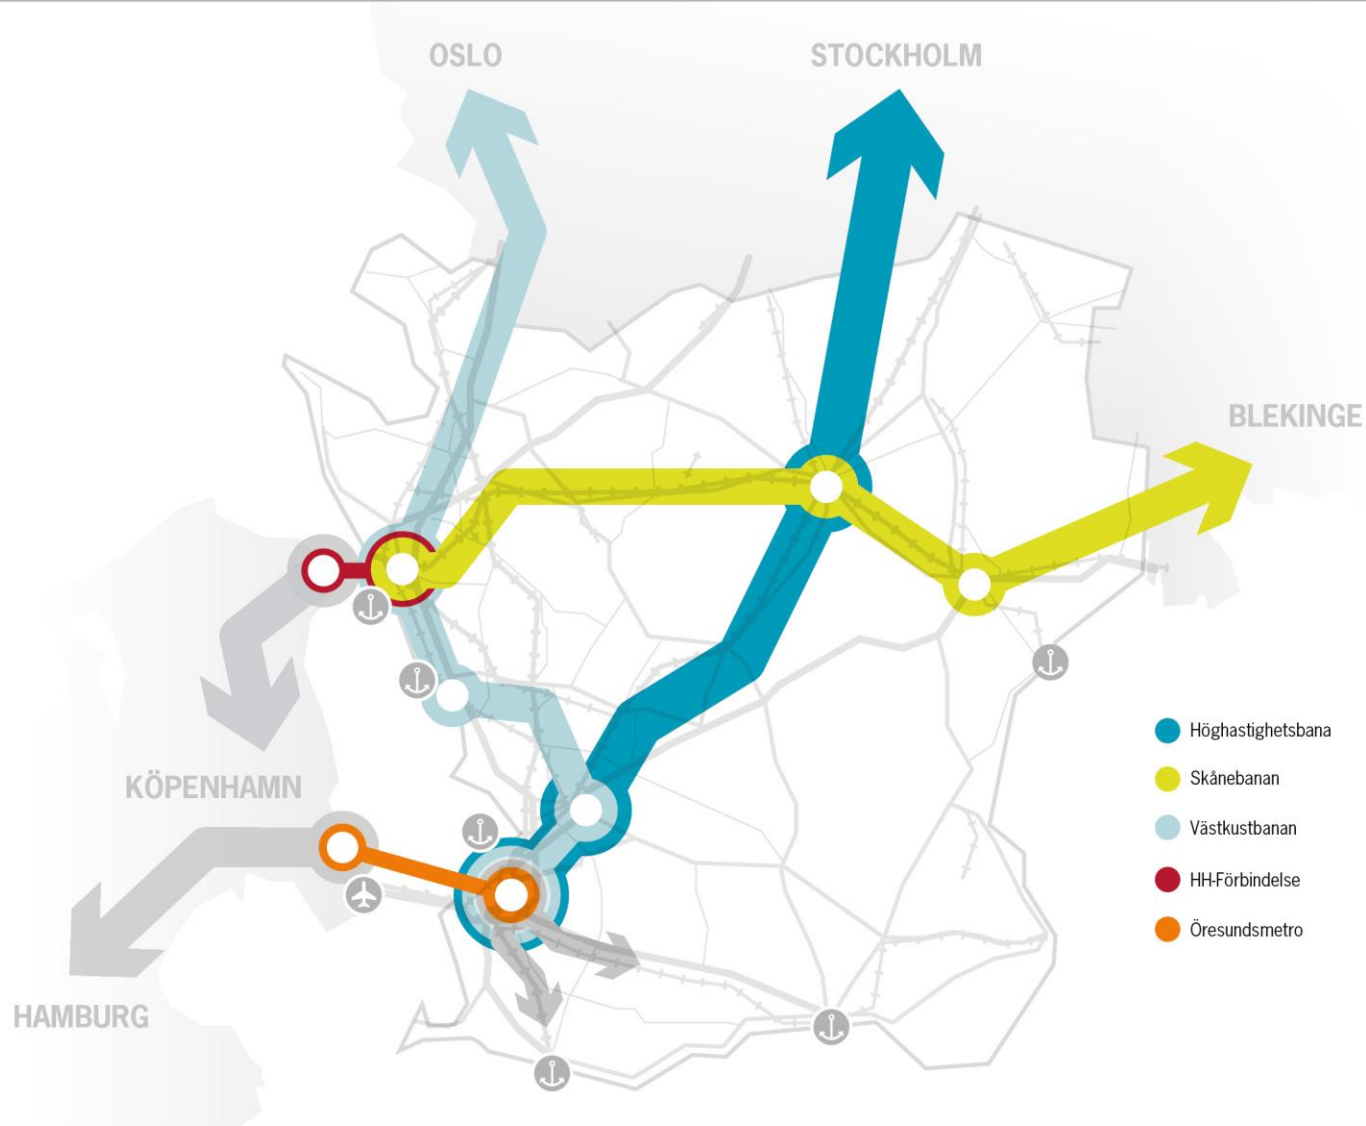 OSLO
STOCKHOLM
BLEKINGE
KÖPENHAMN
HAMBURG
Höghastighetsbana
Skånebanan
Västkustbanan
HH-Förbindelse
Öresundsmetro